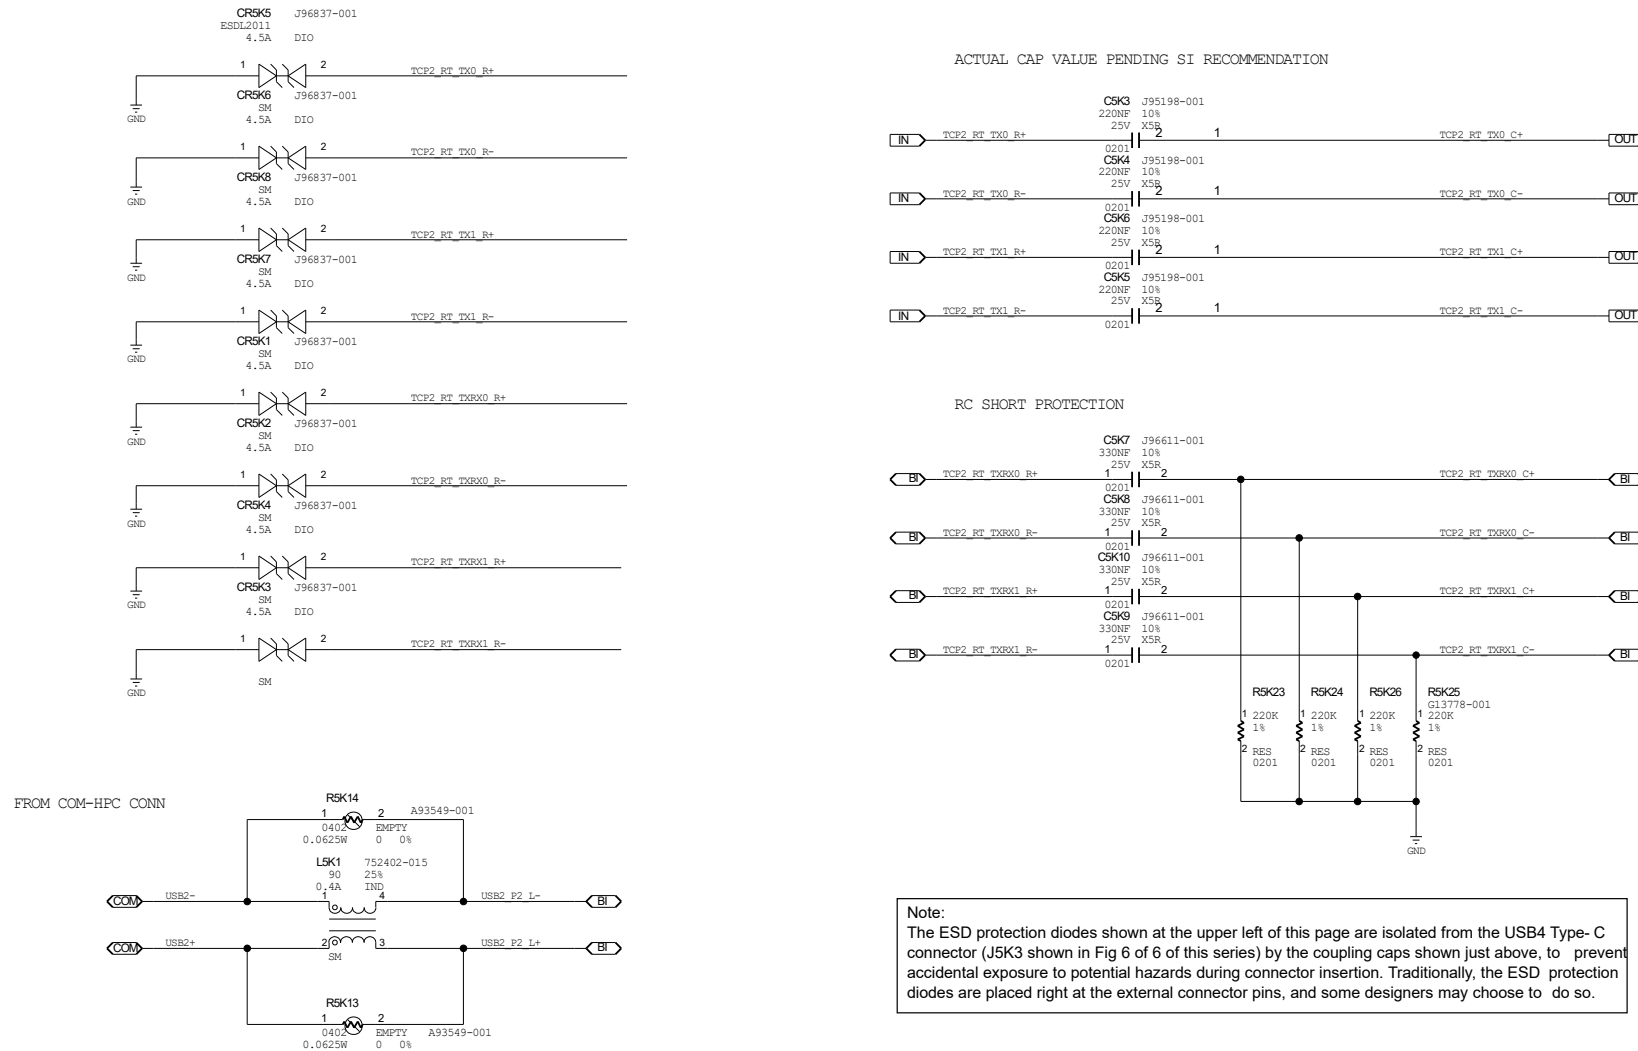 CR5K5 J96837-001
ESDL2011
4.5A DIO
1 2 TCP2_RT_TX0_R+
CR5K6 J96837-001
SM
GND
4.5A DIO
1 2 TCP2_RT_TX0_R-
CR5K8 J96837-001
SM
GND
4.5A DIO
1 2 TCP2_RT_TX1_R+
CR5K7 J96837-001
SM
GND
4.5A DIO
1 2 TCP2_RT_TX1_R-
CR5K1 J96837-001
SM
GND
4.5A DIO
1 2 TCP2_RT_TXRX0_R+
CR5K2 J96837-001
SM
GND
4.5A DIO
1 2 TCP2_RT_TXRX0_R-
CR5K4 J96837-001
SM
GND
4.5A DIO
1 2 TCP2_RT_TXRX1_R+
CR5K3 J96837-001
SM
GND
4.5A DIO
1 2 TCP2_RT_TXRX1_R-
SM
GND
FROM COM-HPC CONN
R5K14
1 2 A93549-001
0402 EMPTY
0.0625W 0 0%
L5K1 752402-015
90 25%
0.4A IND
COM USB2- 1 4 USB2_P2_L- BI
COM USB2+ 2 3 USB2_P2_L+ BI
SM
R5K13
1 2
0402 EMPTY A93549-001
0.0625W 0 0%
ACTUAL CAP VALUE PENDING SI RECOMMENDATION
C5K3 J95198-001
220NF 10%
25V X5R
IN TCP2_RT_TX0_R+ 2 1 TCP2_RT_TX0_C+ OUT
0201
C5K4 J95198-001
220NF 10%
25V X5R
IN TCP2_RT_TX0_R- 2 1 TCP2_RT_TX0_C- OUT
0201
C5K6 J95198-001
220NF 10%
25V X5R
IN TCP2_RT_TX1_R+ 2 1 TCP2_RT_TX1_C+ OUT
0201
C5K5 J95198-001
220NF 10%
25V X5R
IN TCP2_RT_TX1_R- 2 1 TCP2_RT_TX1_C- OUT
0201
RC SHORT PROTECTION
C5K7 J96611-001
330NF 10%
25V X5R
BI TCP2_RT_TXRX0_R+ 1 2 TCP2_RT_TXRX0_C+ BI
0201
C5K8 J96611-001
330NF 10%
25V X5R
BI TCP2_RT_TXRX0_R- 1 2 TCP2_RT_TXRX0_C- BI
0201
C5K10 J96611-001
330NF 10%
25V X5R
BI TCP2_RT_TXRX1_R+ 1 2 TCP2_RT_TXRX1_C+ BI
0201
C5K9 J96611-001
330NF 10%
25V X5R
BI TCP2_RT_TXRX1_R- 1 2 TCP2_RT_TXRX1_C- BI
0201
R5K23 R5K24 R5K26 R5K25
G13778-001
1 220K 1 220K 1 220K 1 220K
1% 1% 1% 1%
2 RES 2 RES 2 RES 2 RES
0201 0201 0201 0201
GND
Note:
The ESD protection diodes shown at the upper left of this page are isolated from the USB4 Type- C
connector (J5K3 shown in Fig 6 of 6 of this series) by the coupling caps shown just above, to prevent
accidental exposure to potential hazards during connector insertion. Traditionally, the ESD protection
diodes are placed right at the external connector pins, and some designers may choose to do so.